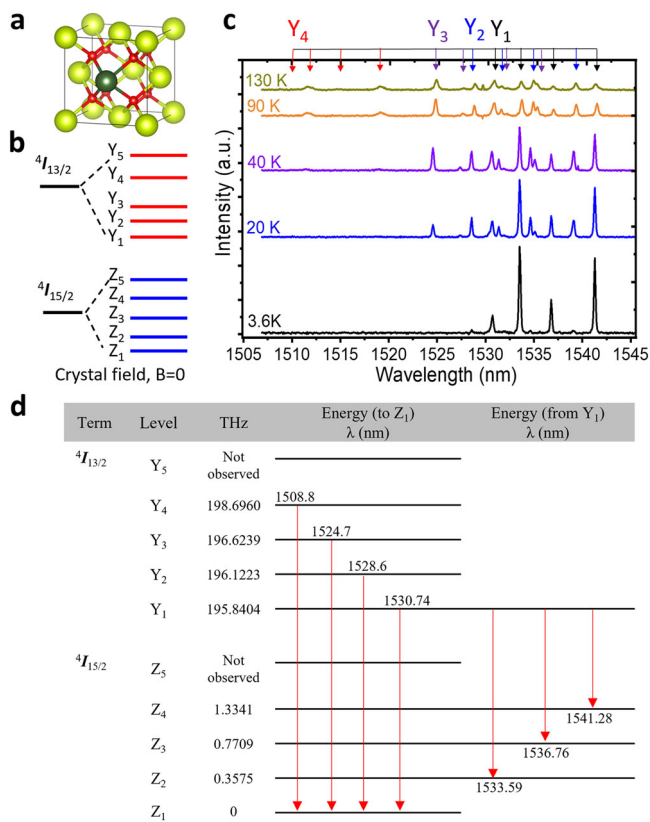 a
b
⁴I₁₃/₂
Y₅
Y₄
Y₃
Y₂
Y₁
⁴I₁₅/₂
Z₅
Z₄
Z₃
Z₂
Z₁
Crystal field, B=0
c
Y₄ Y₃ Y₂ Y₁
130 K
90 K
40 K
20 K
3.6K
Intensity (a.u.)
1505 1510 1515 1520 1525 1530 1535 1540 1545
Wavelength (nm)
d
Term Level THz Energy (to Z₁) λ (nm) Energy (from Y₁) λ (nm)
⁴I₁₃/₂ Y₅ Not observed
Y₄ 198.6960 1508.8
Y₃ 196.6239 1524.7
Y₂ 196.1223 1528.6
Y₁ 195.8404 1530.74
⁴I₁₅/₂ Z₅ Not observed
Z₄ 1.3341 1541.28
Z₃ 0.7709 1536.76
Z₂ 0.3575 1533.59
Z₁ 0